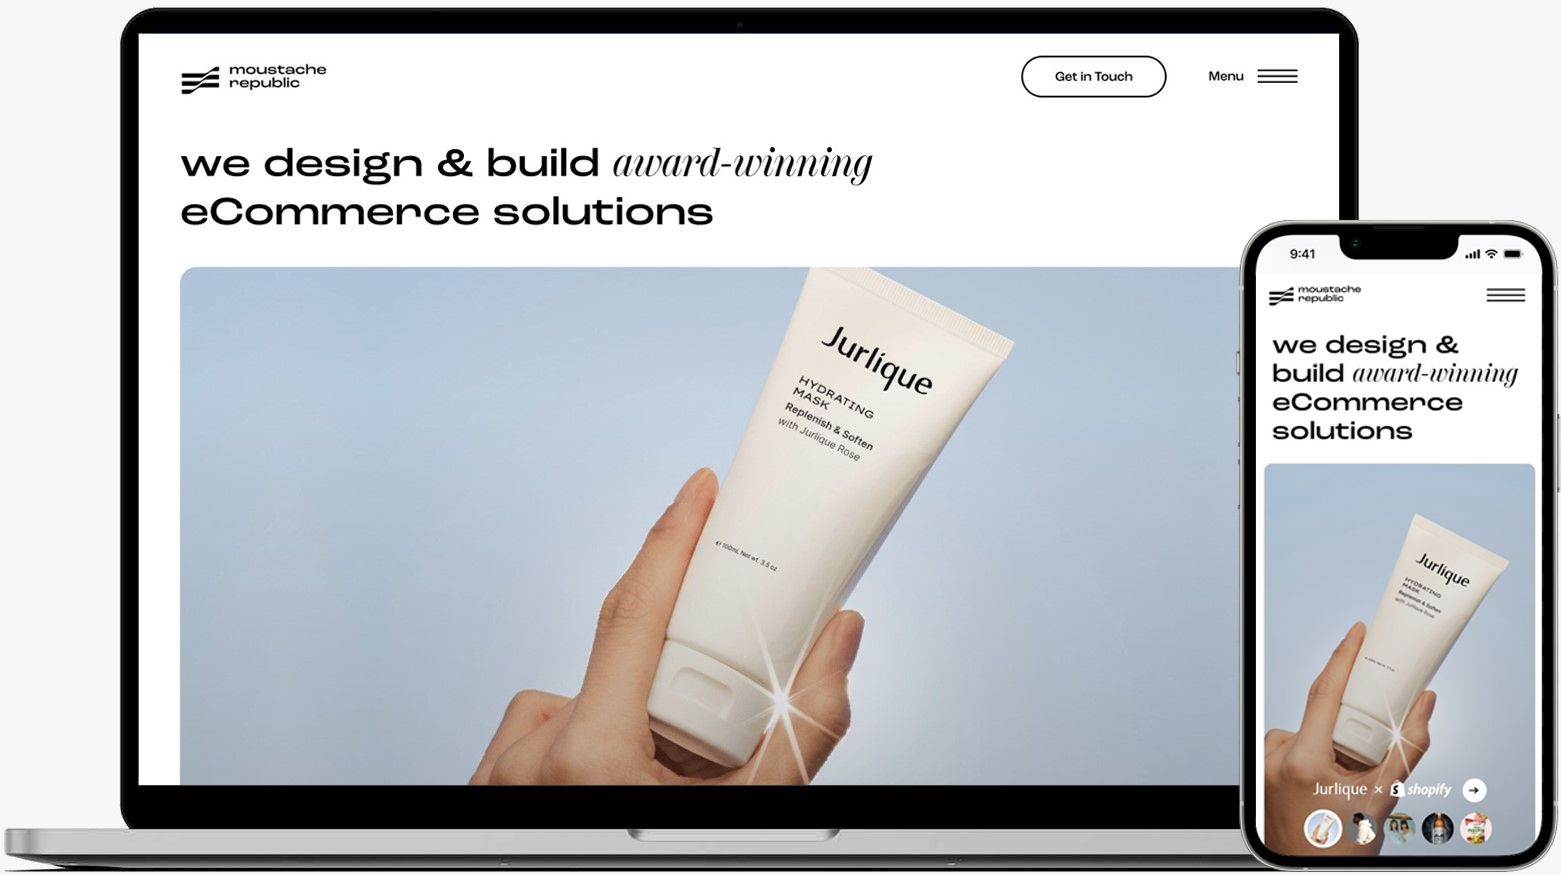 moustache
republic
Get in Touch
Menu
we design & build award-winning
eCommerce solutions
Jurlique
HYDRATING
MASK
Replenish & Soften
with Jurlique Rose
e 100mL Net wt. 3.5 oz
9:41
moustache
republic
we design &
build award-winning
eCommerce
solutions
Jurlique
HYDRATING
MASK
Replenish & Soften
with Jurlique Rose
Jurlique × shopify